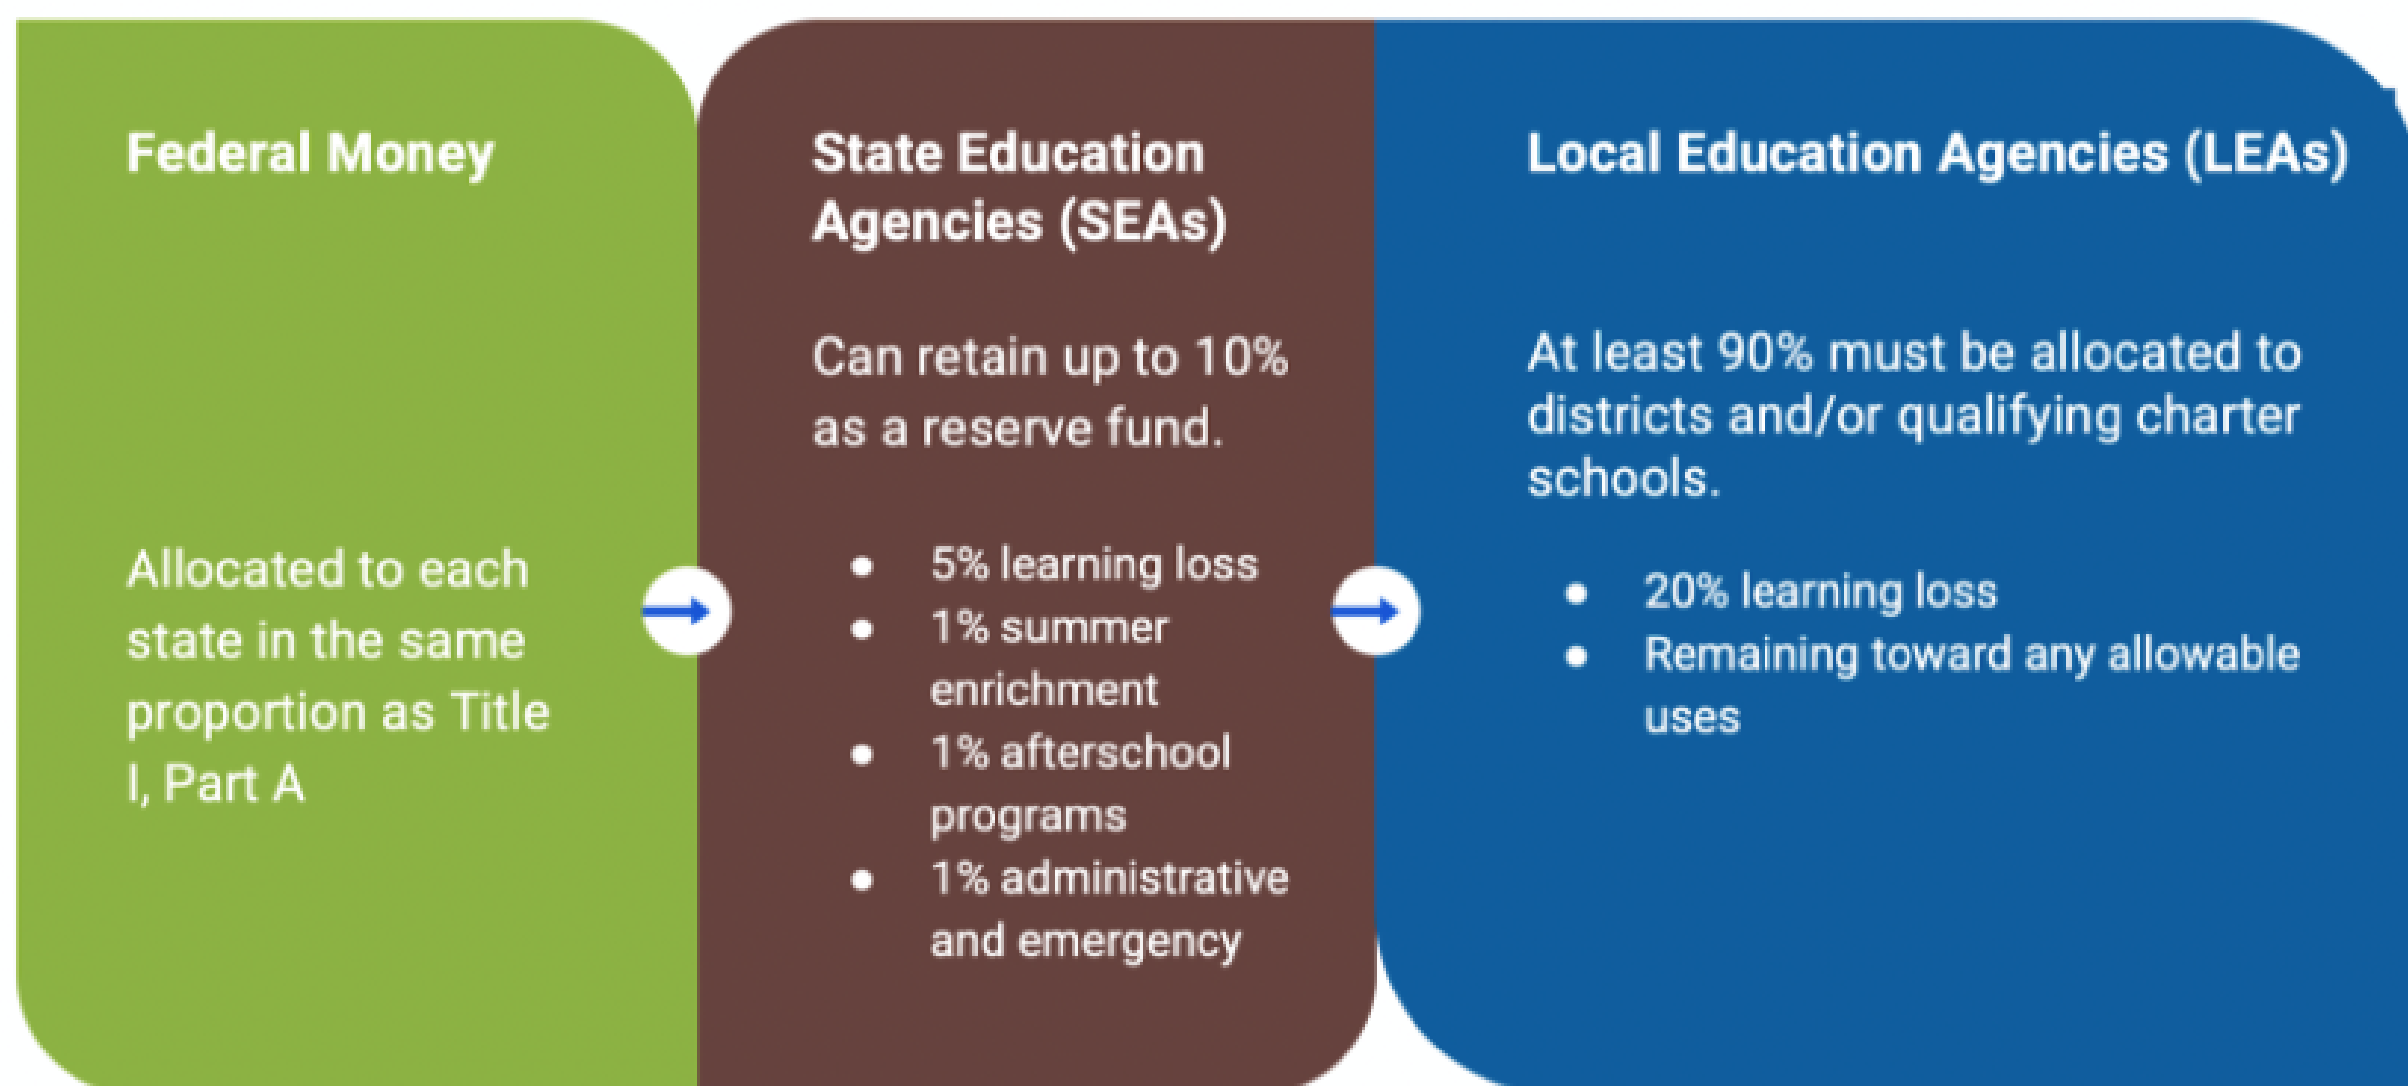 Federal Money
Allocated to each
state in the same
proportion as Title
I, Part A
State Education
Agencies (SEAs)
Can retain up to 10%
as a reserve fund.
● 5% learning loss
● 1% summer
enrichment
● 1% afterschool
programs
● 1% administrative
and emergency
Local Education Agencies (LEAs)
At least 90% must be allocated to
districts and/or qualifying charter
schools.
● 20% learning loss
● Remaining toward any allowable
uses